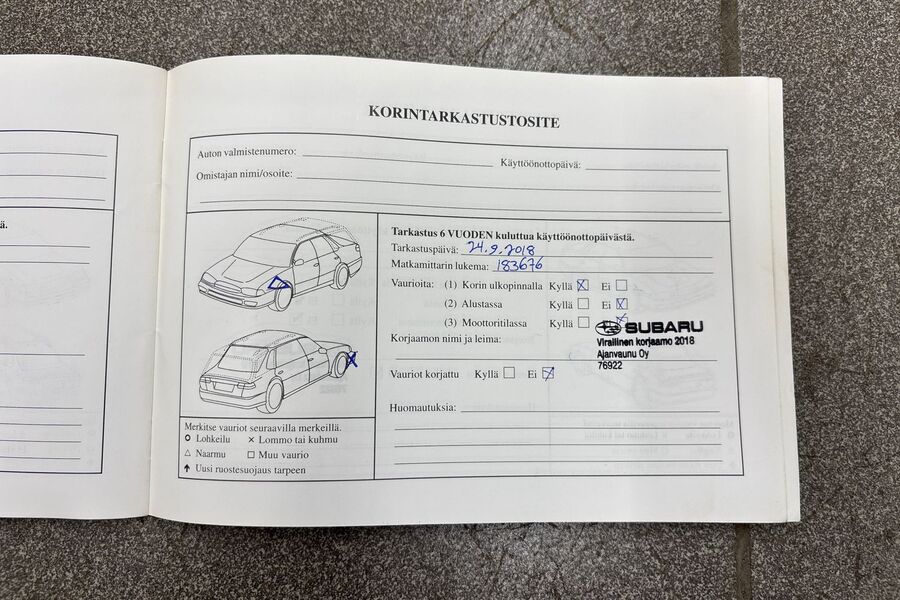 KORINTARKASTUSTOSITE
Auton valmistenumero: Käyttöönottopäivä:
Omistajan nimi/osoite:
ä.
Tarkastus 6 VUODEN kuluttua käyttöönottopäivästä.
Tarkastuspäivä: 24.9.2018
Matkamittarin lukema: 183676
Vaurioita: (1) Korin ulkopinnalla Kyllä ☒ Ei ☐
(2) Alustassa Kyllä ☐ Ei ☒
(3) Moottoritilassa Kyllä ☐ ☒
SUBARU
Virallinen korjaamo 2018
Ajanvaunu Oy
76922
Korjaamon nimi ja leima:
Vauriot korjattu Kyllä ☐ Ei ☒
Huomautuksia:
Merkitse vauriot seuraavilla merkeillä.
○ Lohkeilu × Lommo tai kuhmu
△ Naarmu □ Muu vaurio
↑ Uusi ruostesuojaus tarpeen